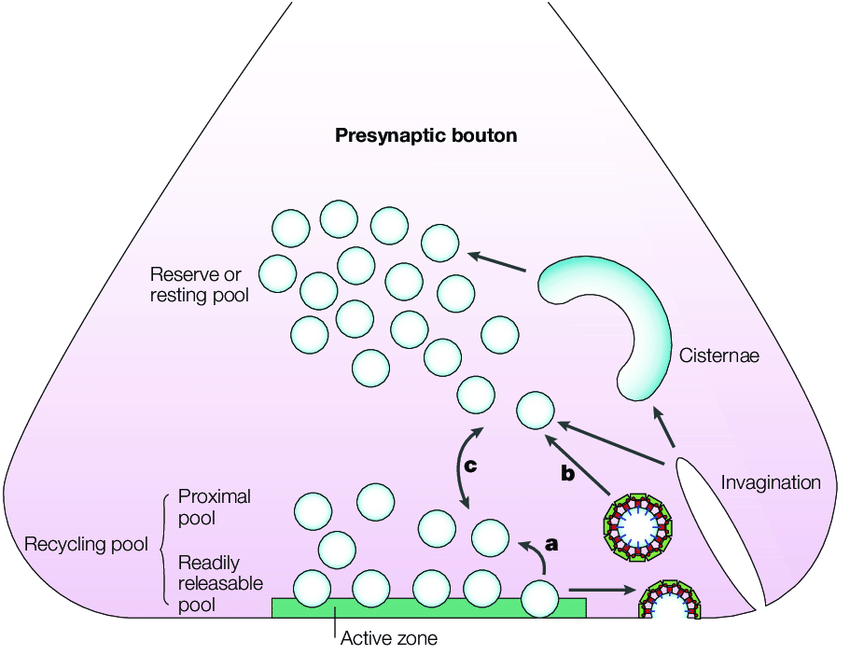 Presynaptic bouton
Reserve or
resting pool
Cisternae
c
b
Invagination
Proximal
pool
Recycling pool
a
Readily
releasable
pool
Active zone